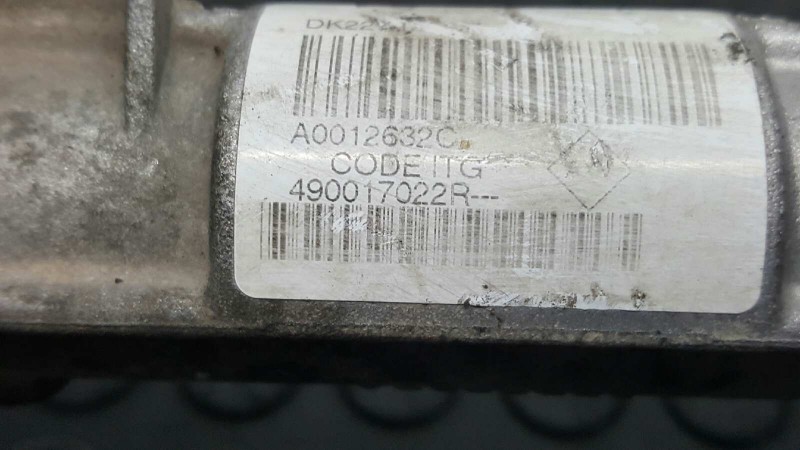 A0012632C
CODE ITG
490017022R---